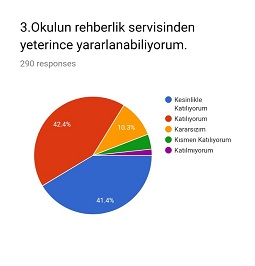 3.Okulun rehberlik servisinden
yeterince yararlanabiliyorum.
290 responses
Kesinlikle
Katılıyorum
Katılıyorum
Kararsızım
Kısmen Katılıyorum
Katılmıyorum
42.4%
10.3%
41.4%